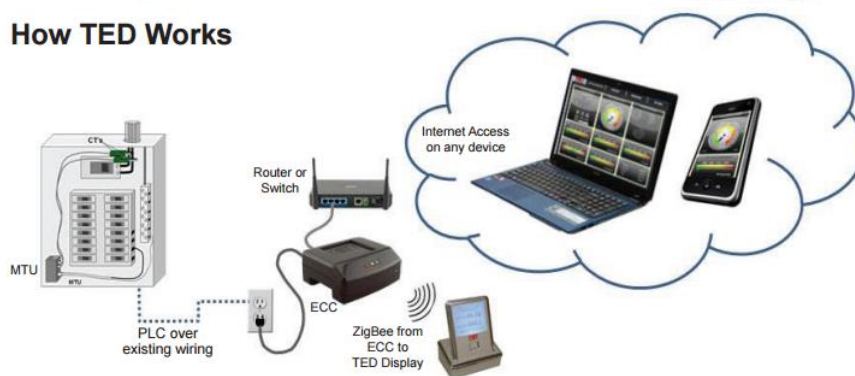 How TED Works
CT's
Internet Access
on any device
Router or
Switch
MTU
MTU
ECC
PLC over
existing wiring
ZigBee from
ECC to
TED Display